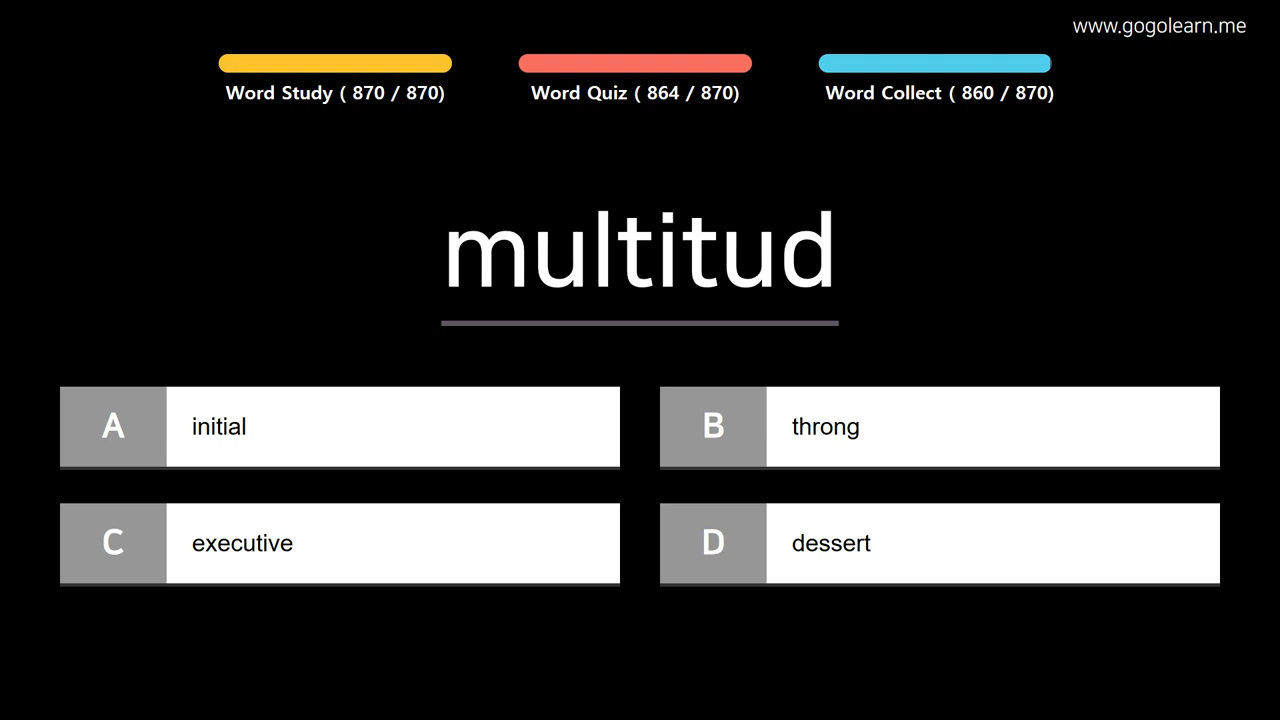 www.gogolearn.me
Word Study ( 870 / 870)
Word Quiz ( 864 / 870)
Word Collect ( 860 / 870)
multitud
A initial
B throng
C executive
D dessert